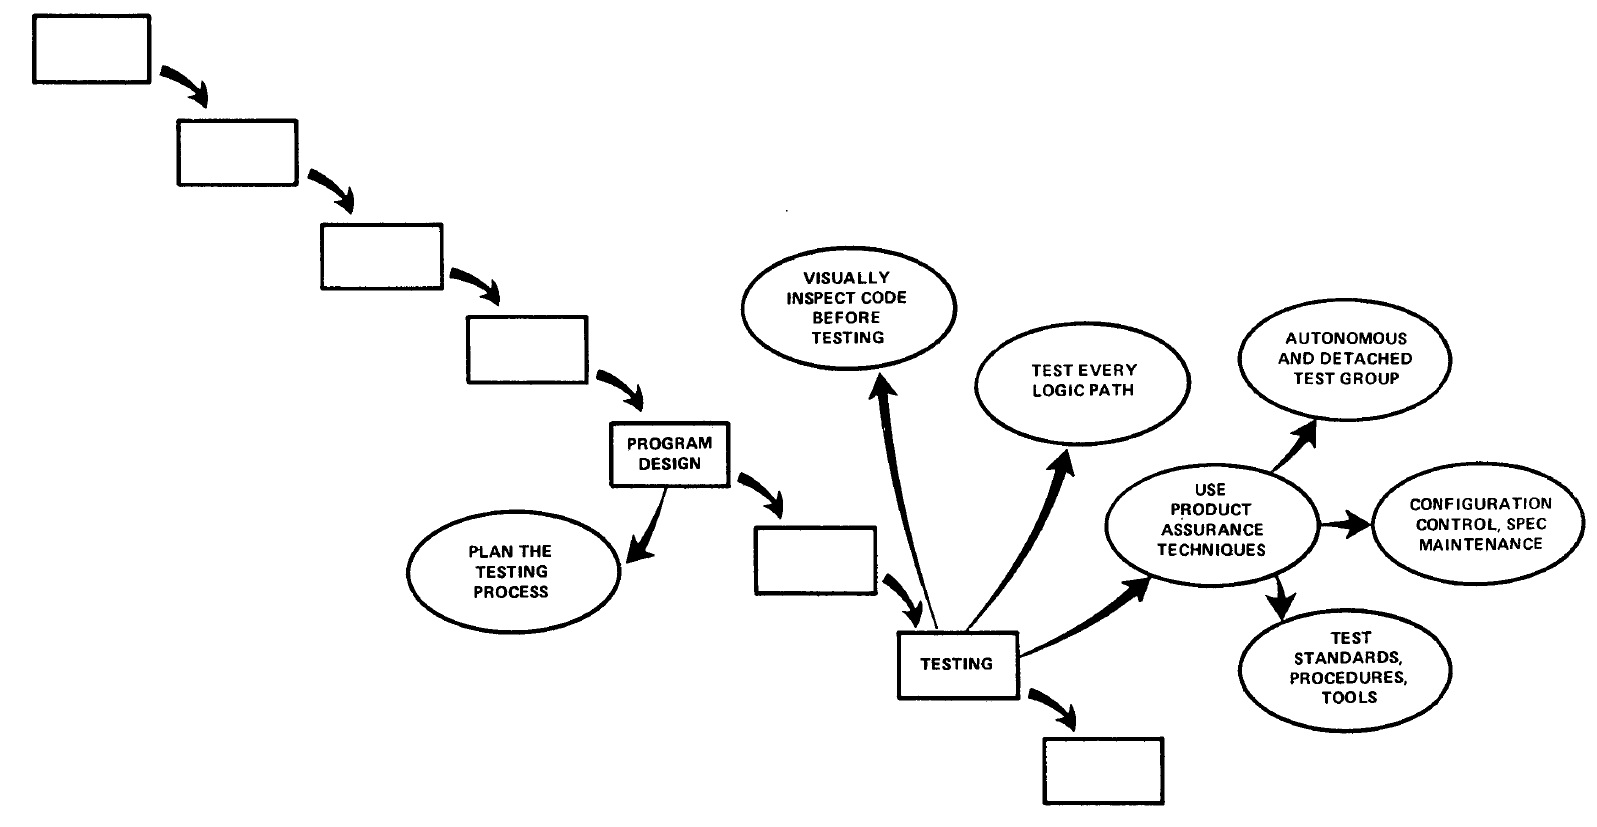 VISUALLY
INSPECT CODE
BEFORE
TESTING
TEST EVERY
LOGIC PATH
AUTONOMOUS
AND DETACHED
TEST GROUP
PROGRAM
DESIGN
USE
PRODUCT
ASSURANCE
TECHNIQUES
CONFIGURATION
CONTROL, SPEC
MAINTENANCE
PLAN THE
TESTING
PROCESS
TESTING
TEST
STANDARDS,
PROCEDURES,
TOOLS